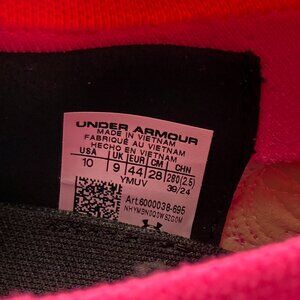 UNDER ARMOUR
MADE IN VIETNAM
FABRIQUÉ AU VIETNAM
HECHO EN VIETNAM
USA UK EUR CM CHN
10 9 44 28 280(2.5)
YMUV 39/24
Art.6000038-695